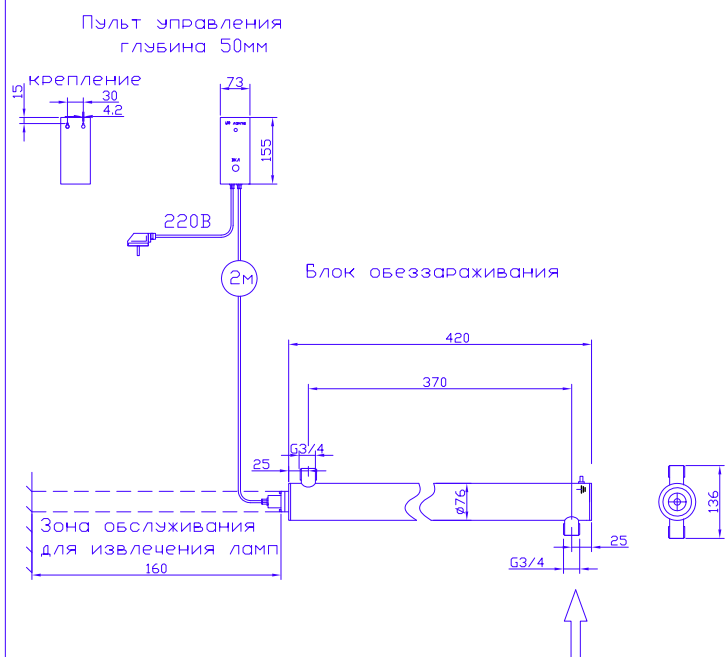 Пульт управления
глубина 50мм
крепление
15
30
4.2
73
ВКЛ
155
220В
2м
Блок обеззараживания
420
370
G3/4
25
ø76
136
Зона обслуживания
для извлечения ламп
25
G3/4
160